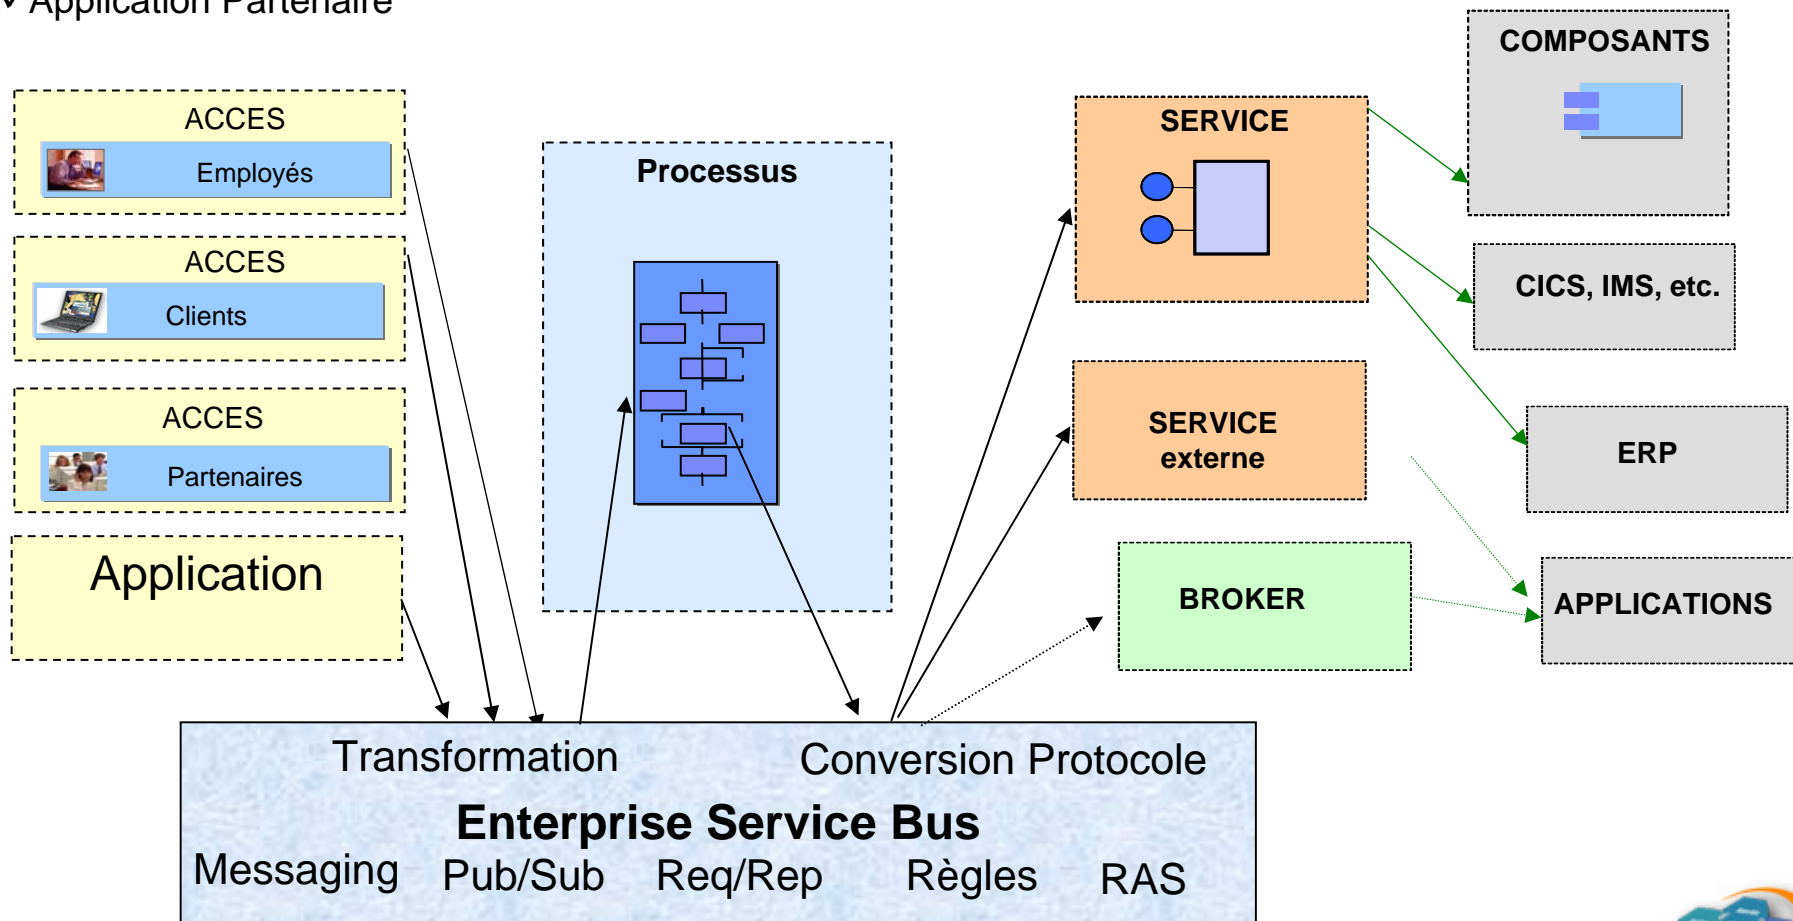 Application Partenaire
ACCES
Employés
ACCES
Clients
ACCES
Partenaires
Application
Processus
SERVICE
SERVICE
externe
BROKER
COMPOSANTS
CICS, IMS, etc.
ERP
APPLICATIONS
Transformation
Conversion Protocole
Enterprise Service Bus
Messaging
Pub/Sub
Req/Rep
Règles
RAS